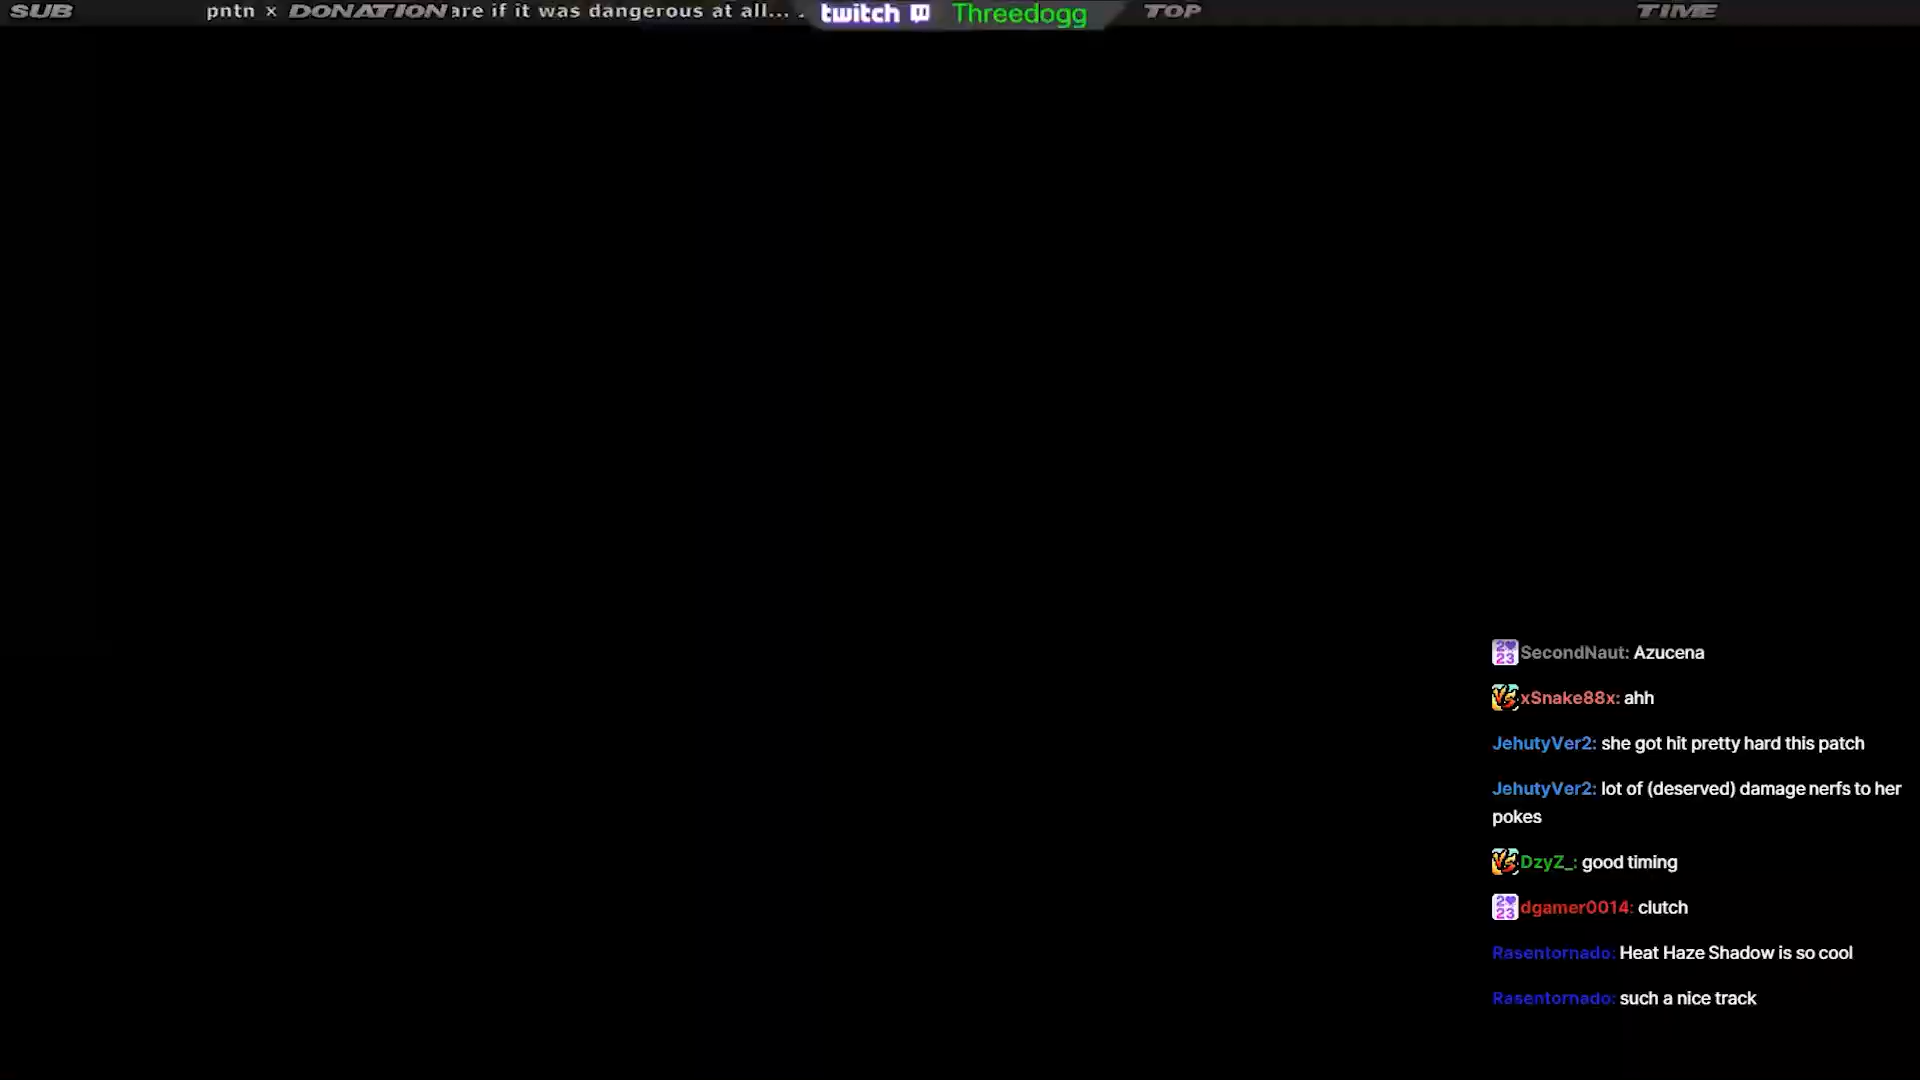 SUB pntn × DONATION are if it was dangerous at all... twitch Threedogg TOP TIME
SecondNaut: Azucena
xSnake88x: ahh
JehutyVer2: she got hit pretty hard this patch
JehutyVer2: lot of (deserved) damage nerfs to her
pokes
DzyZ_: good timing
dgamer0014: clutch
Rasentornado: Heat Haze Shadow is so cool
Rasentornado: such a nice track